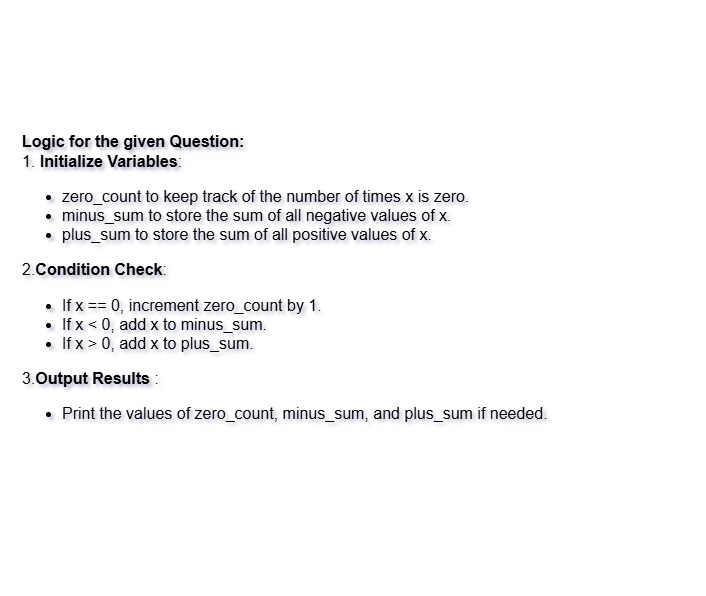 Logic for the given Question:
1. Initialize Variables:
• zero_count to keep track of the number of times x is zero.
• minus_sum to store the sum of all negative values of x.
• plus_sum to store the sum of all positive values of x.
2.Condition Check:
• If x == 0, increment zero_count by 1.
• If x < 0, add x to minus_sum.
• If x > 0, add x to plus_sum.
3.Output Results :
• Print the values of zero_count, minus_sum, and plus_sum if needed.